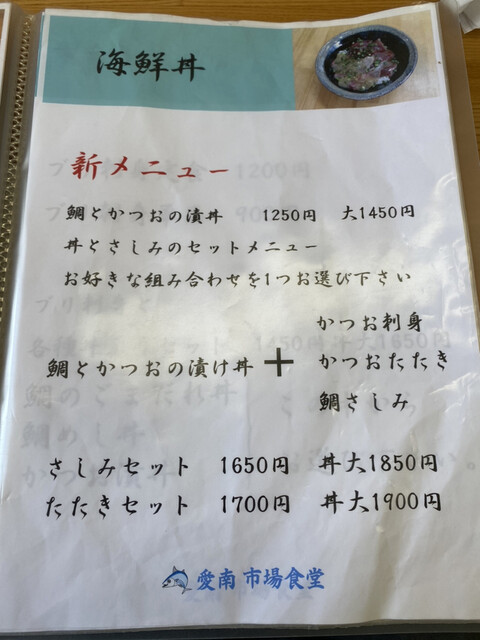 海鮮丼
新メニュー
鯛とかつおの漬丼 1250円 大1450円
丼とさしみのセットメニュー
お好きな組み合わせを1つお選び下さい
かつお刺身
鯛とかつおの漬け丼 + かつおたたき
鯛さしみ
さしみセット 1650円 丼大1850円
たたきセット 1700円 丼大1900円
愛南市場食堂